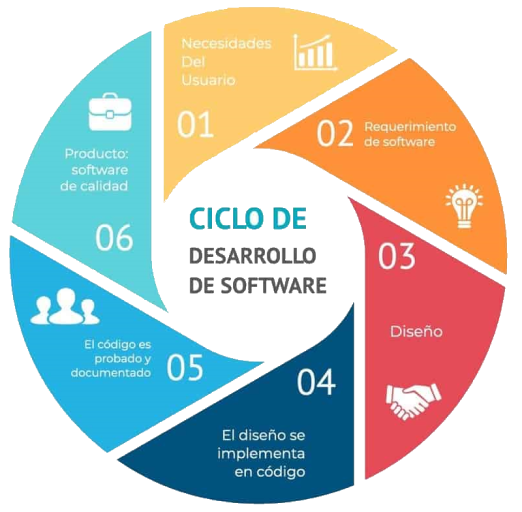 CICLO DE
DESARROLLO
DE SOFTWARE
Necesidades
Del
Usuario
01
02
Requerimiento
de software
03
Diseño
04
El diseño se
implementa
en código
El código es
probado y
documentado
05
Producto:
software
de calidad
06